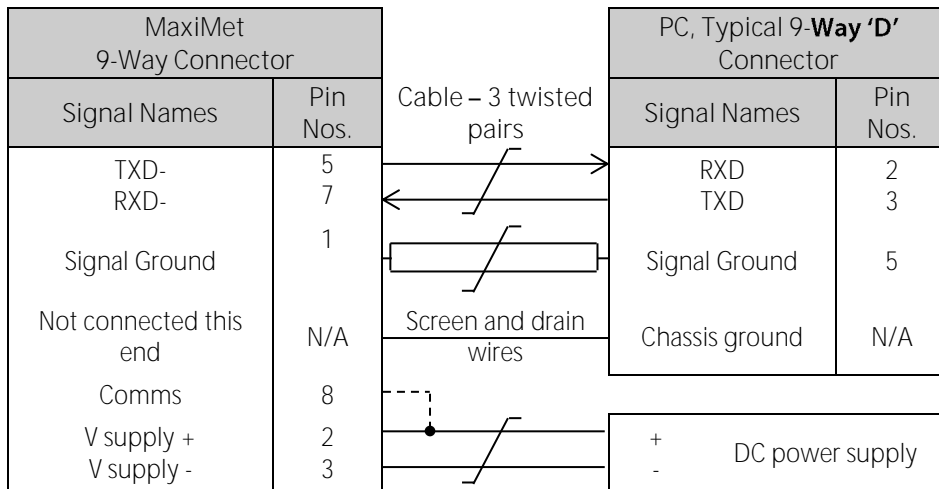 MaxiMet
9-Way Connector
PC, Typical 9-Way ‘D’
Connector
Signal Names
Pin
Nos.
Cable – 3 twisted
pairs
Signal Names
Pin
Nos.
TXD- 5
RXD 2
RXD- 7
TXD 3
Signal Ground 1
Signal Ground 5
Not connected this
end
N/A
Screen and drain
wires
Chassis ground N/A
Comms 8
V supply + 2
V supply - 3
+
-
DC power supply